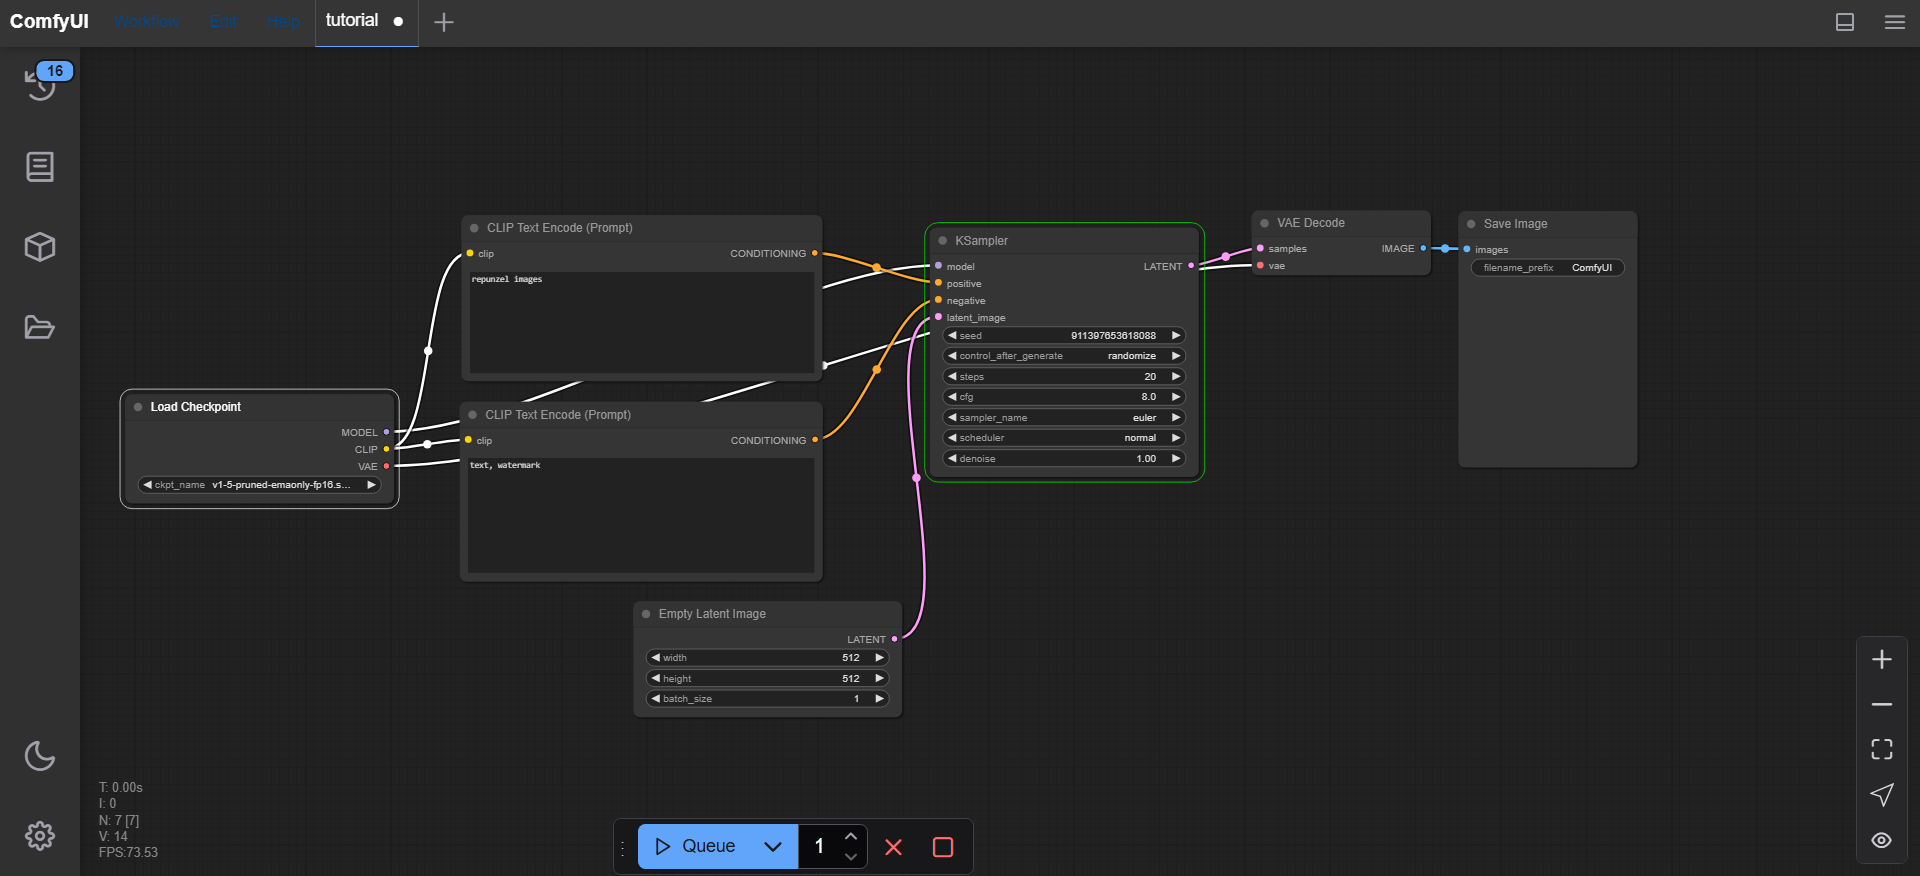 ComfyUI Workflow Edit Help tutorial
16
CLIP Text Encode (Prompt)
clip CONDITIONING
repunzel images
Load Checkpoint
MODEL
CLIP
VAE
ckpt_name v1-5-pruned-emaonly-fp16.s...
CLIP Text Encode (Prompt)
clip CONDITIONING
text, watermark
Empty Latent Image
LATENT
width 512
height 512
batch_size 1
KSampler
model LATENT
positive
negative
latent_image
seed 911397653618088
control_after_generate randomize
steps 20
cfg 8.0
sampler_name euler
scheduler normal
denoise 1.00
VAE Decode
samples IMAGE
vae
Save Image
images
filename_prefix ComfyUI
T: 0.00s
I: 0
N: 7 [7]
V: 14
FPS:73.53
Queue 1